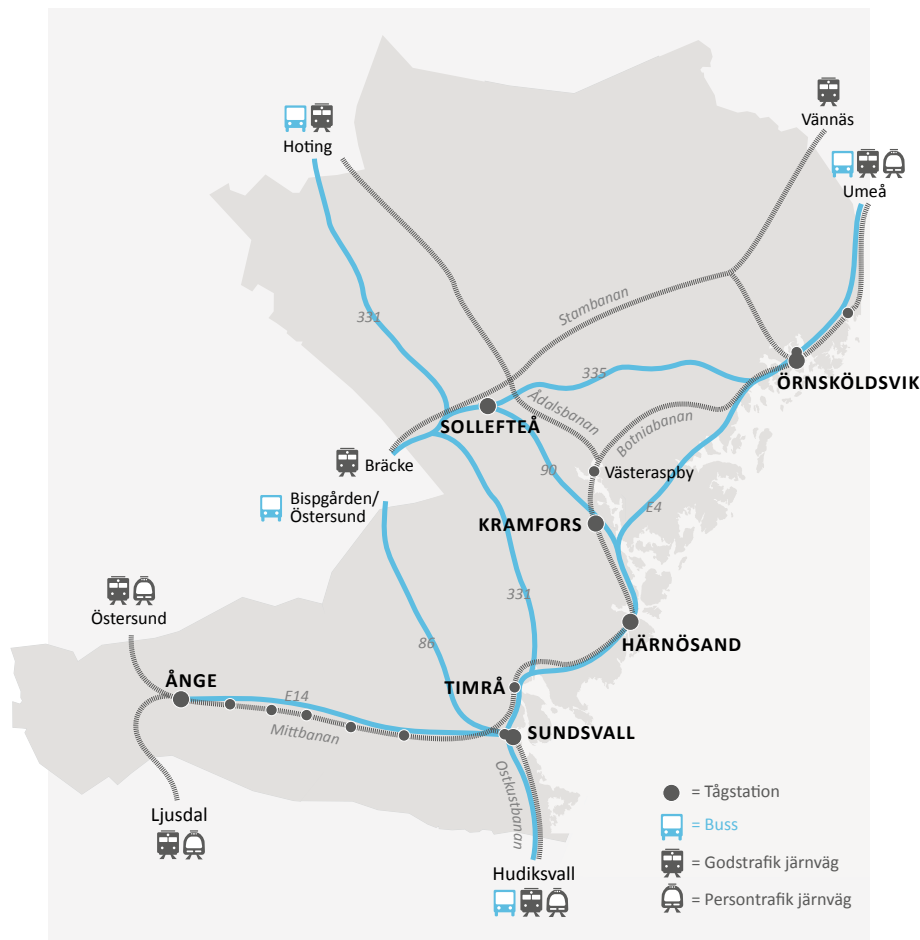 Vännäs
Hoting
Umeå
Stambanan
331
335
ÖRNSKÖLDSVIK
Ådalsbanan
SOLLEFTEÅ
Botniabanan
Bräcke
90
Västeraspby
Bispgården/
Östersund
E4
KRAMFORS
331
Östersund
86
HÄRNÖSAND
ÅNGE
TIMRÅ
E14
Mittbanan
SUNDSVALL
Ostkustbanan
= Tågstation
Ljusdal
= Buss
= Godstrafik järnväg
Hudiksvall
= Persontrafik järnväg